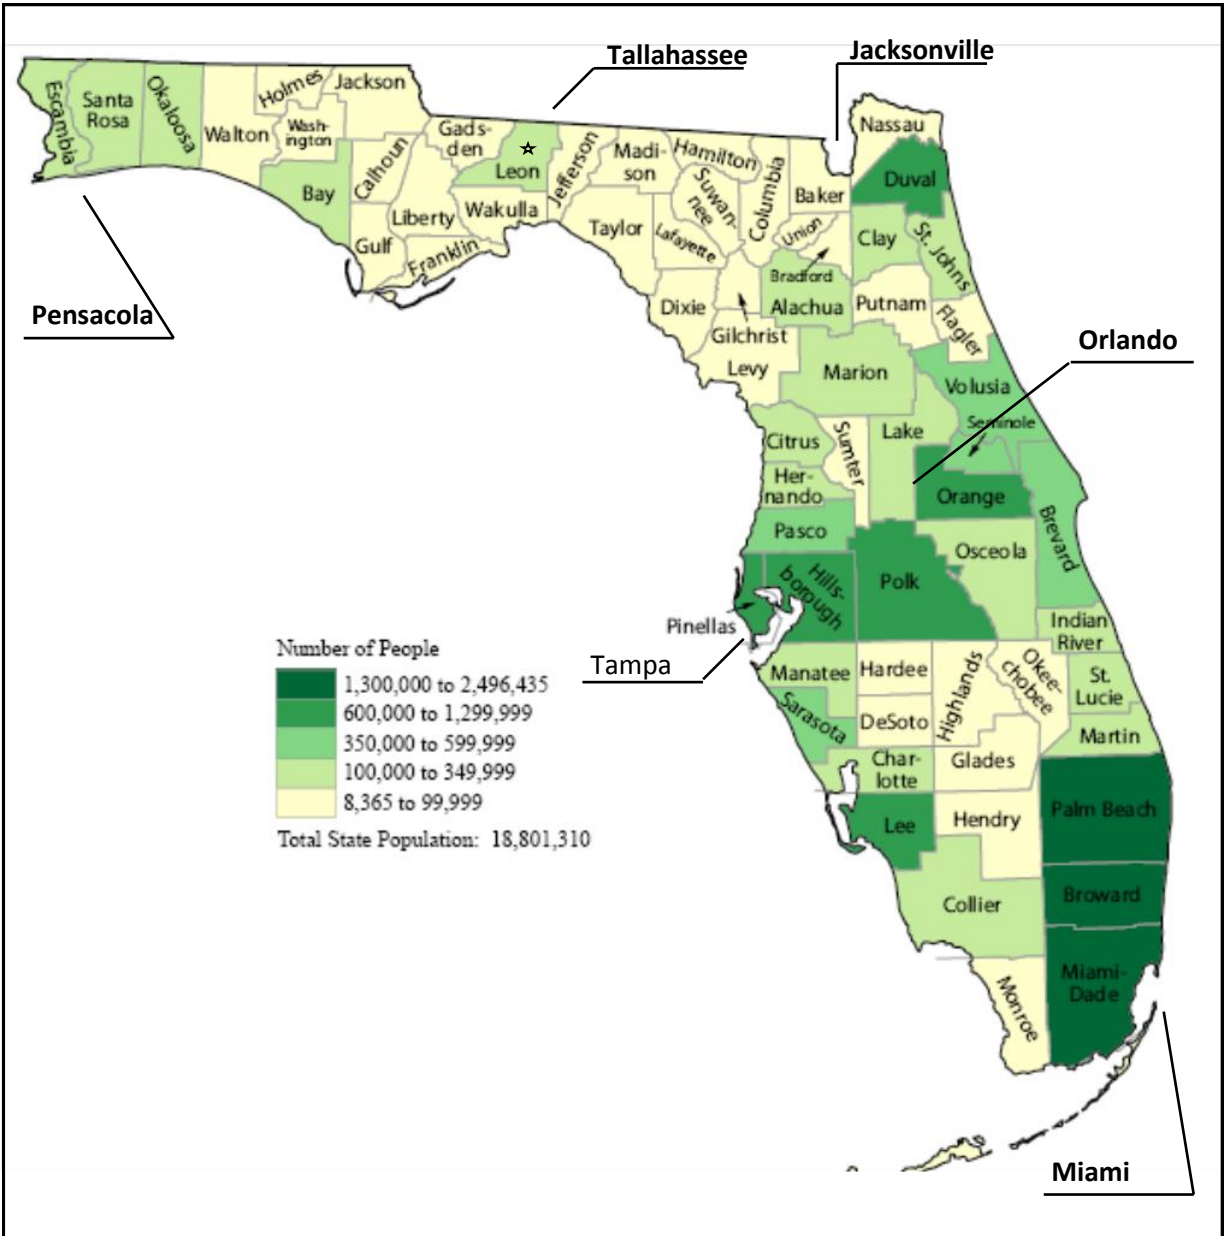 Tallahassee
Jacksonville
Escambia
Santa
Rosa
Okaloosa
Walton
Holmes
Wash-
ington
Jackson
Bay
Calhoun
Gulf
Liberty
Franklin
Gads-
den
Leon
Wakulla
Jefferson
Madi-
son
Taylor
Hamilton
Suwan-
nee
Lafayette
Columbia
Baker
Union
Bradford
Nassau
Duval
Clay
St. Johns
Alachua
Putnam
Flagler
Dixie
Gilchrist
Levy
Pensacola
Orlando
Marion
Volusia
Seminole
Citrus
Sumter
Lake
Her-
nando
Orange
Pasco
Brevard
Osceola
Hills-
borough
Polk
Pinellas
Tampa
Indian
River
Manatee
Hardee
Highlands
Okee-
chobee
St.
Lucie
Sarasota
DeSoto
Martin
Char-
lotte
Glades
Lee
Hendry
Palm Beach
Collier
Broward
Monroe
Miami-
Dade
Number of People
1,300,000 to 2,496,435
600,000 to 1,299,999
350,000 to 599,999
100,000 to 349,999
8,365 to 99,999
Total State Population: 18,801,310
Miami